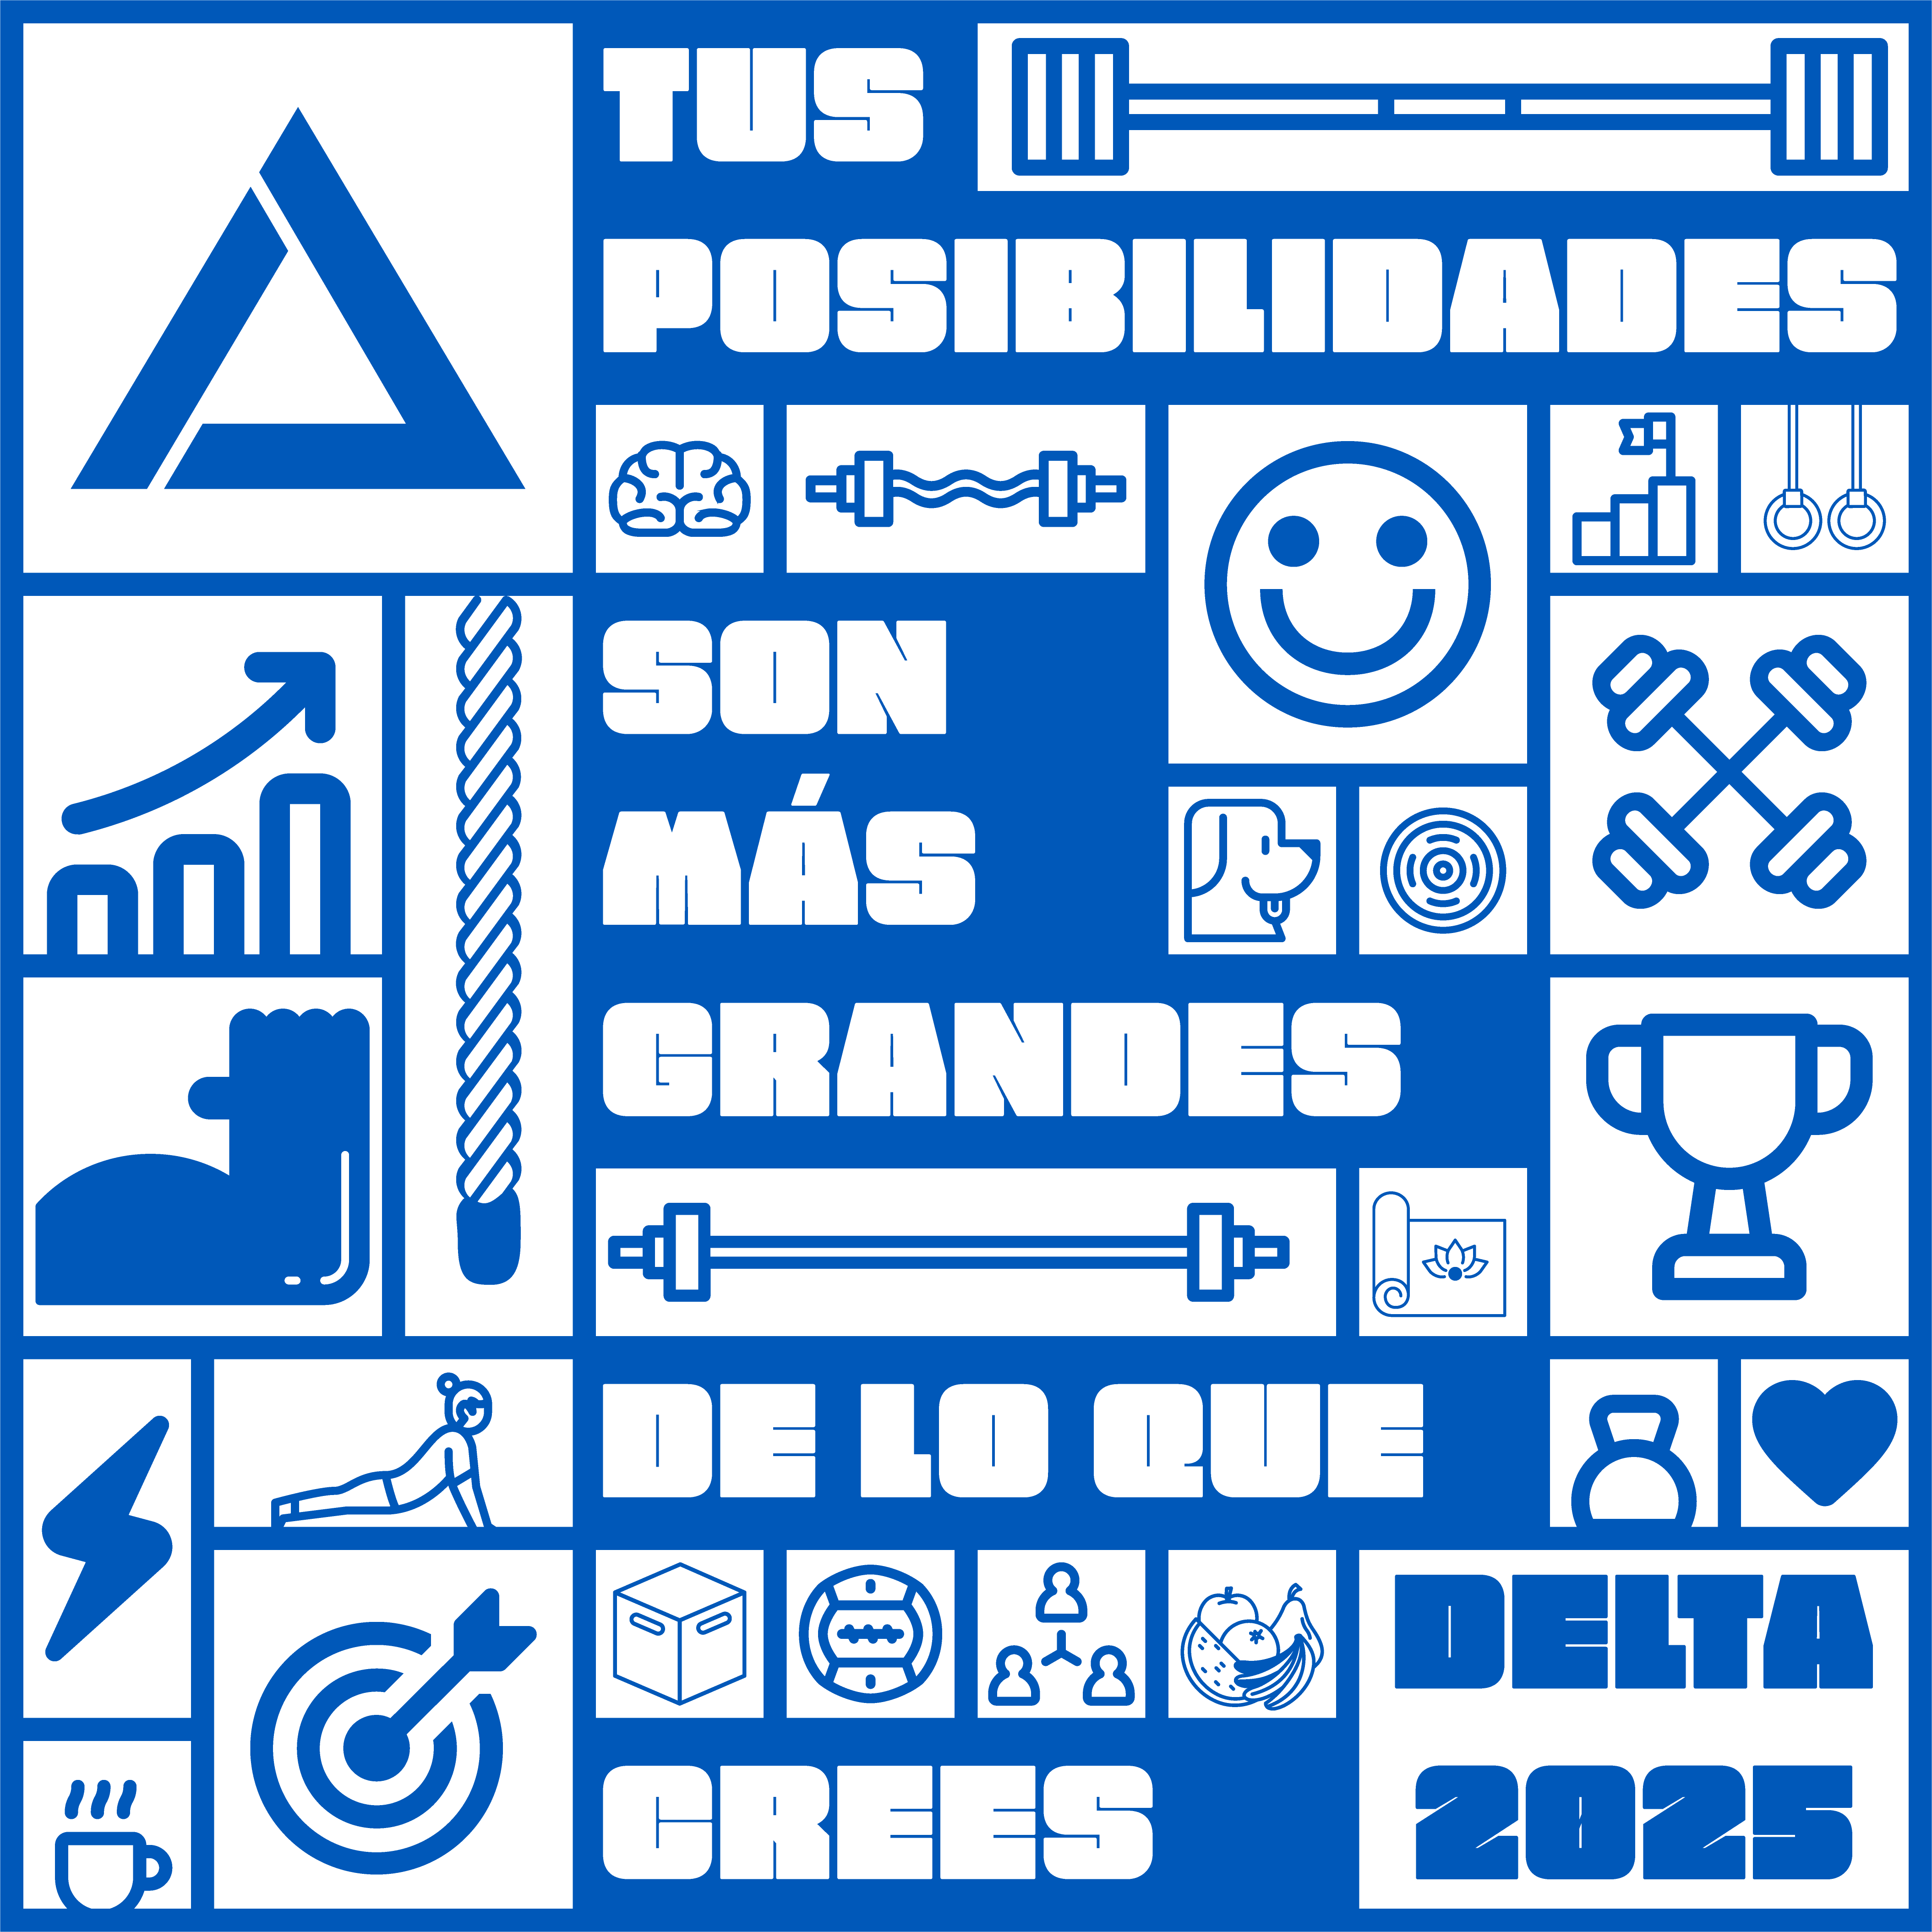 TUS
POSIBILIDADES
SON
MÁS
GRANDES
DE LO QUE
CREES
DELTA
2025